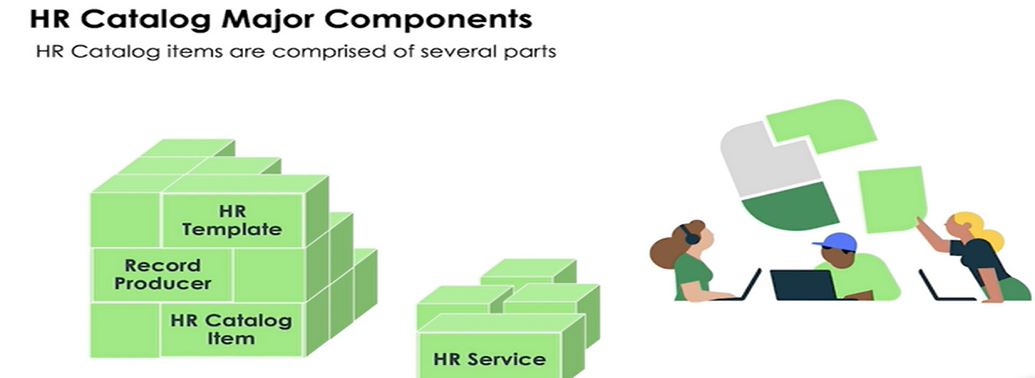 HR Catalog Major Components
HR Catalog items are comprised of several parts
HR
Template
Record
Producer
HR Catalog
Item
HR Service